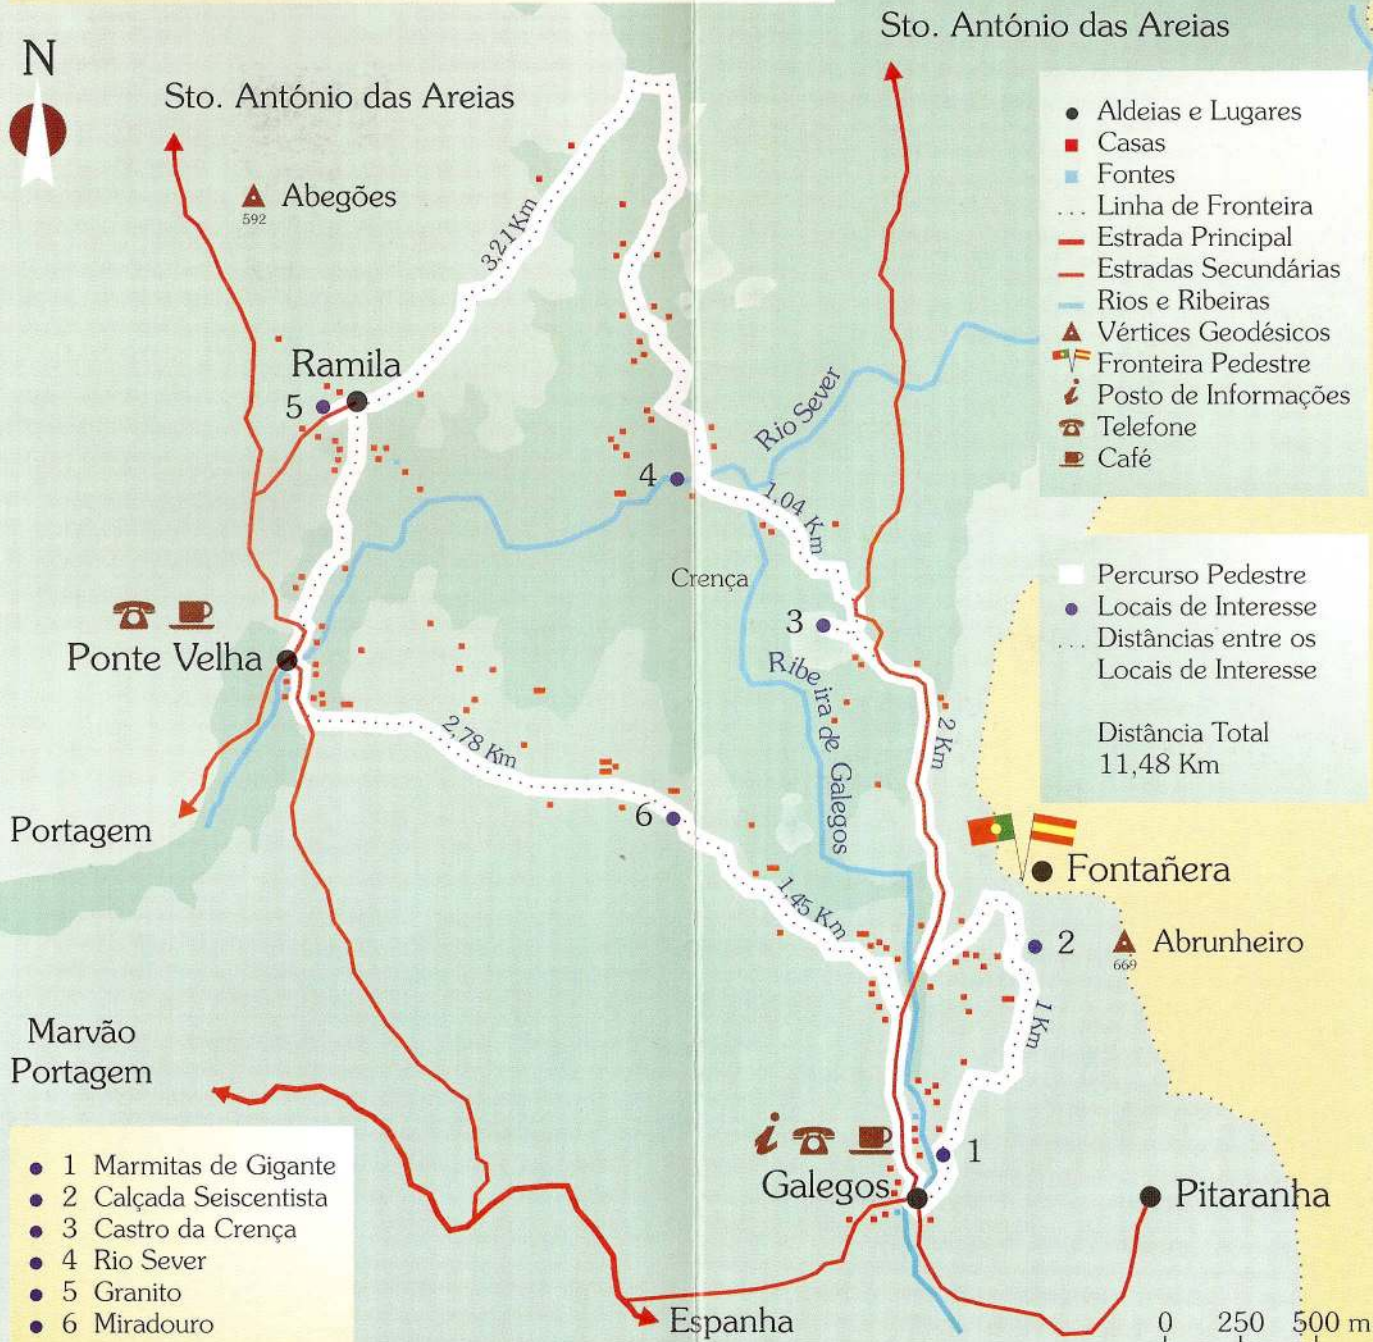 Sto. António das Areias
N
Sto. António das Areias
Aldeias e Lugares
Casas
Fontes
... Linha de Fronteira
Estrada Principal
Estradas Secundárias
Rios e Ribeiras
Vértices Geodésicos
Fronteira Pedestre
i Posto de Informações
Telefone
Café
Abegões
592
3,21 Km
Ramila
5
Rio Sever
4
1,04 Km
Crença
Percurso Pedestre
Locais de Interesse
... Distâncias entre os
Locais de Interesse
Distância Total
11,48 Km
3
Ponte Velha
Ribeira de Galegos
2 Km
2,78 Km
6
Portagem
Fontañera
1,45 Km
2
Abrunheiro
669
1 Km
Marvão
Portagem
i
1
Galegos
Pitaranha
1 Marmitas de Gigante
2 Calçada Seiscentista
3 Castro da Crença
4 Rio Sever
5 Granito
6 Miradouro
Espanha
0 250 500 m